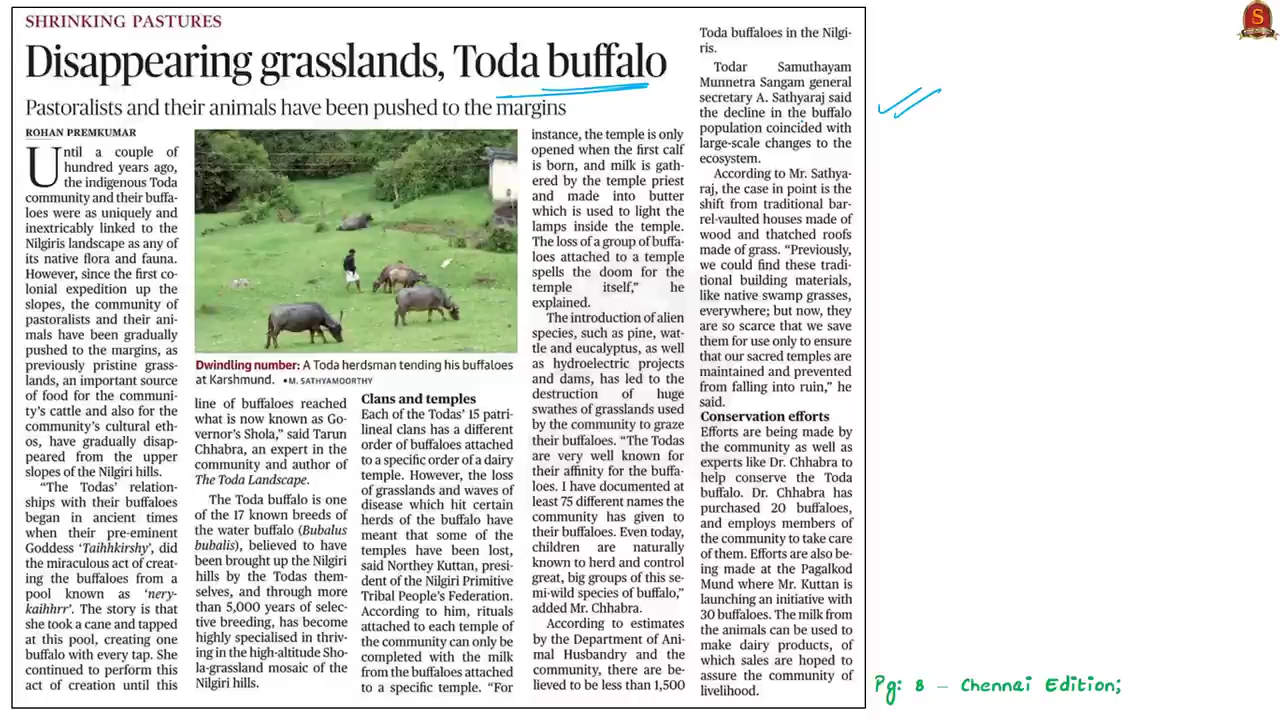 SHRINKING PASTURES
Disappearing grasslands, Toda buffalo
Pastoralists and their animals have been pushed to the margins
ROHAN PREMKUMAR
Until a couple of
hundred years ago,
the indigenous Toda
community and their buffa-
loes were as uniquely and
inextricably linked to the
Nilgiris landscape as any of
its native flora and fauna.
However, since the first co-
lonial expedition up the
slopes, the community of
pastoralists and their ani-
mals have been gradually
pushed to the margins, as
previously pristine grass-
lands, an important source
of food for the communi-
ty's cattle and also for the
community's cultural eth-
os, have gradually disap-
peared from the upper
slopes of the Nilgiri hills.
"The Todas' relation-
ships with their buffaloes
began in ancient times
when their pre-eminent
Goddess 'Taihhkirshy', did
the miraculous act of creat-
ing the buffaloes from a
pool known as 'nery-
kaihhrr'. The story is that
she took a cane and tapped
at this pool, creating one
buffalo with every tap. She
continued to perform this
act of creation until this
Dwindling number: A Toda herdsman tending his buffaloes
at Karshmund. •M. SATHYAMOORTHY
line of buffaloes reached
what is now known as Go-
vernor's Shola," said Tarun
Chhabra, an expert in the
community and author of
The Toda Landscape.
The Toda buffalo is one
of the 17 known breeds of
the water buffalo (Bubalus
bubalis), believed to have
been brought up the Nilgiri
hills by the Todas them-
selves, and through more
than 5,000 years of selec-
tive breeding, has become
highly specialised in thriv-
ing in the high-altitude Sho-
la-grassland mosaic of the
Nilgiri hills.
Clans and temples
Each of the Todas' 15 patri-
lineal clans has a different
order of buffaloes attached
to a specific order of a dairy
temple. However, the loss
of grasslands and waves of
disease which hit certain
herds of the buffalo have
meant that some of the
temples have been lost,
said Northey Kuttan, presi-
dent of the Nilgiri Primitive
Tribal People's Federation.
According to him, rituals
attached to each temple of
the community can only be
completed with the milk
from the buffaloes attached
to a specific temple. "For
instance, the temple is only
opened when the first calf
is born, and milk is gath-
ered by the temple priest
and made into butter
which is used to light the
lamps inside the temple.
The loss of a group of buffa-
loes attached to a temple
spells the doom for the
temple itself," he
explained.
The introduction of alien
species, such as pine, wat-
tle and eucalyptus, as well
as hydroelectric projects
and dams, has led to the
destruction of huge
swathes of grasslands used
by the community to graze
their buffaloes. "The Todas
are very well known for
their affinity for the buffa-
loes. I have documented at
least 75 different names the
community has given to
their buffaloes. Even today,
children are naturally
known to herd and control
great, big groups of this se-
mi-wild species of buffalo,"
added Mr. Chhabra.
According to estimates
by the Department of Ani-
mal Husbandry and the
community, there are be-
lieved to be less than 1,500
Toda buffaloes in the Nilgi-
ris.
Todar Samuthayam
Munnetra Sangam general
secretary A. Sathyaraj said
the decline in the buffalo
population coincided with
large-scale changes to the
ecosystem.
According to Mr. Sathya-
raj, the case in point is the
shift from traditional bar-
rel-vaulted houses made of
wood and thatched roofs
made of grass. "Previously,
we could find these tradi-
tional building materials,
like native swamp grasses,
everywhere; but now, they
are so scarce that we save
them for use only to ensure
that our sacred temples are
maintained and prevented
from falling into ruin," he
said.
Conservation efforts
Efforts are being made by
the community as well as
experts like Dr. Chhabra to
help conserve the Toda
buffalo. Dr. Chhabra has
purchased 20 buffaloes,
and employs members of
the community to take care
of them. Efforts are also be-
ing made at the Pagalkod
Mund where Mr. Kuttan is
launching an initiative with
30 buffaloes. The milk from
the animals can be used to
make dairy products, of
which sales are hoped to
assure the community of
livelihood.
S
Pg: 8 – Chennai Edition;